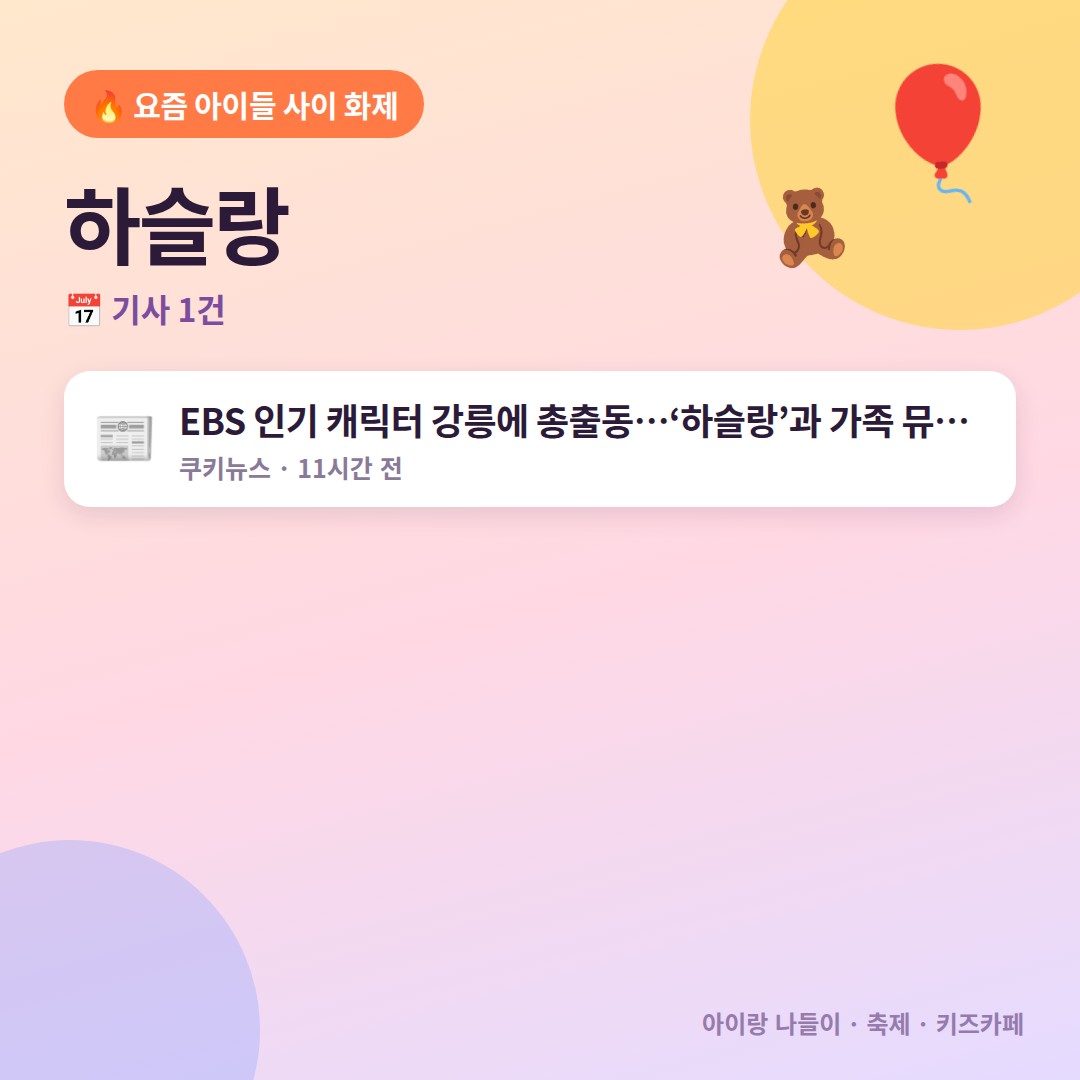 🔥 요즘 아이들 사이 화제
하슬랑
📅 기사 1건
EBS 인기 캐릭터 강릉에 총출동…‘하슬랑’과 가족 뮤…
쿠키뉴스 · 11시간 전
아이랑 나들이 · 축제 · 키즈카페